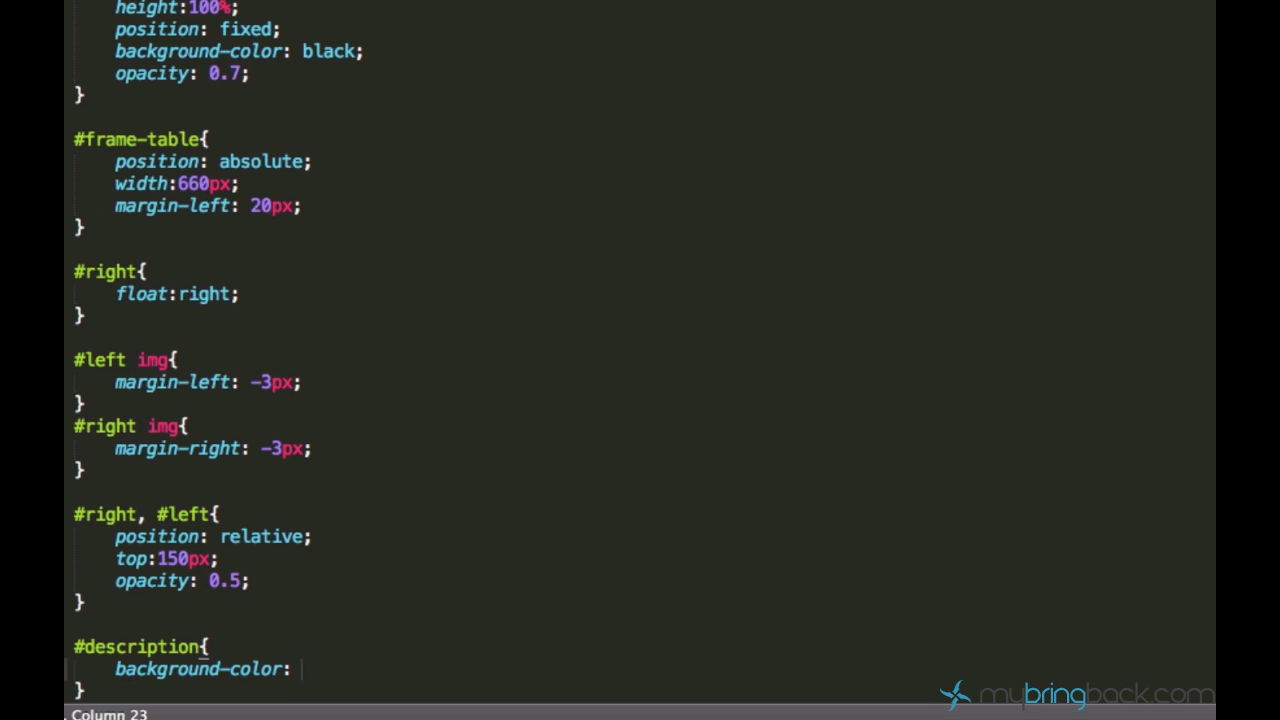 height:100%;
position: fixed;
background-color: black;
opacity: 0.7;
}
#frame-table{
position: absolute;
width:660px;
margin-left: 20px;
}
#right{
float:right;
}
#left img{
margin-left: -3px;
}
#right img{
margin-right: -3px;
}
#right, #left{
position: relative;
top:150px;
opacity: 0.5;
}
#description{
background-color:
}
mybringback.com
, Column 23